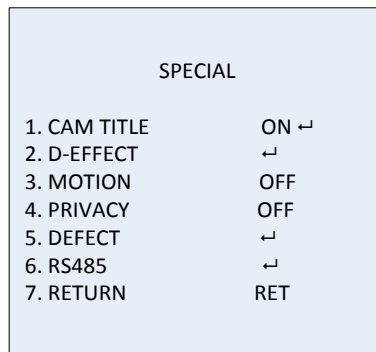 SPECIAL
1. CAM TITLE ON ↵
2. D-EFFECT ↵
3. MOTION OFF
4. PRIVACY OFF
5. DEFECT ↵
6. RS485 ↵
7. RETURN RET